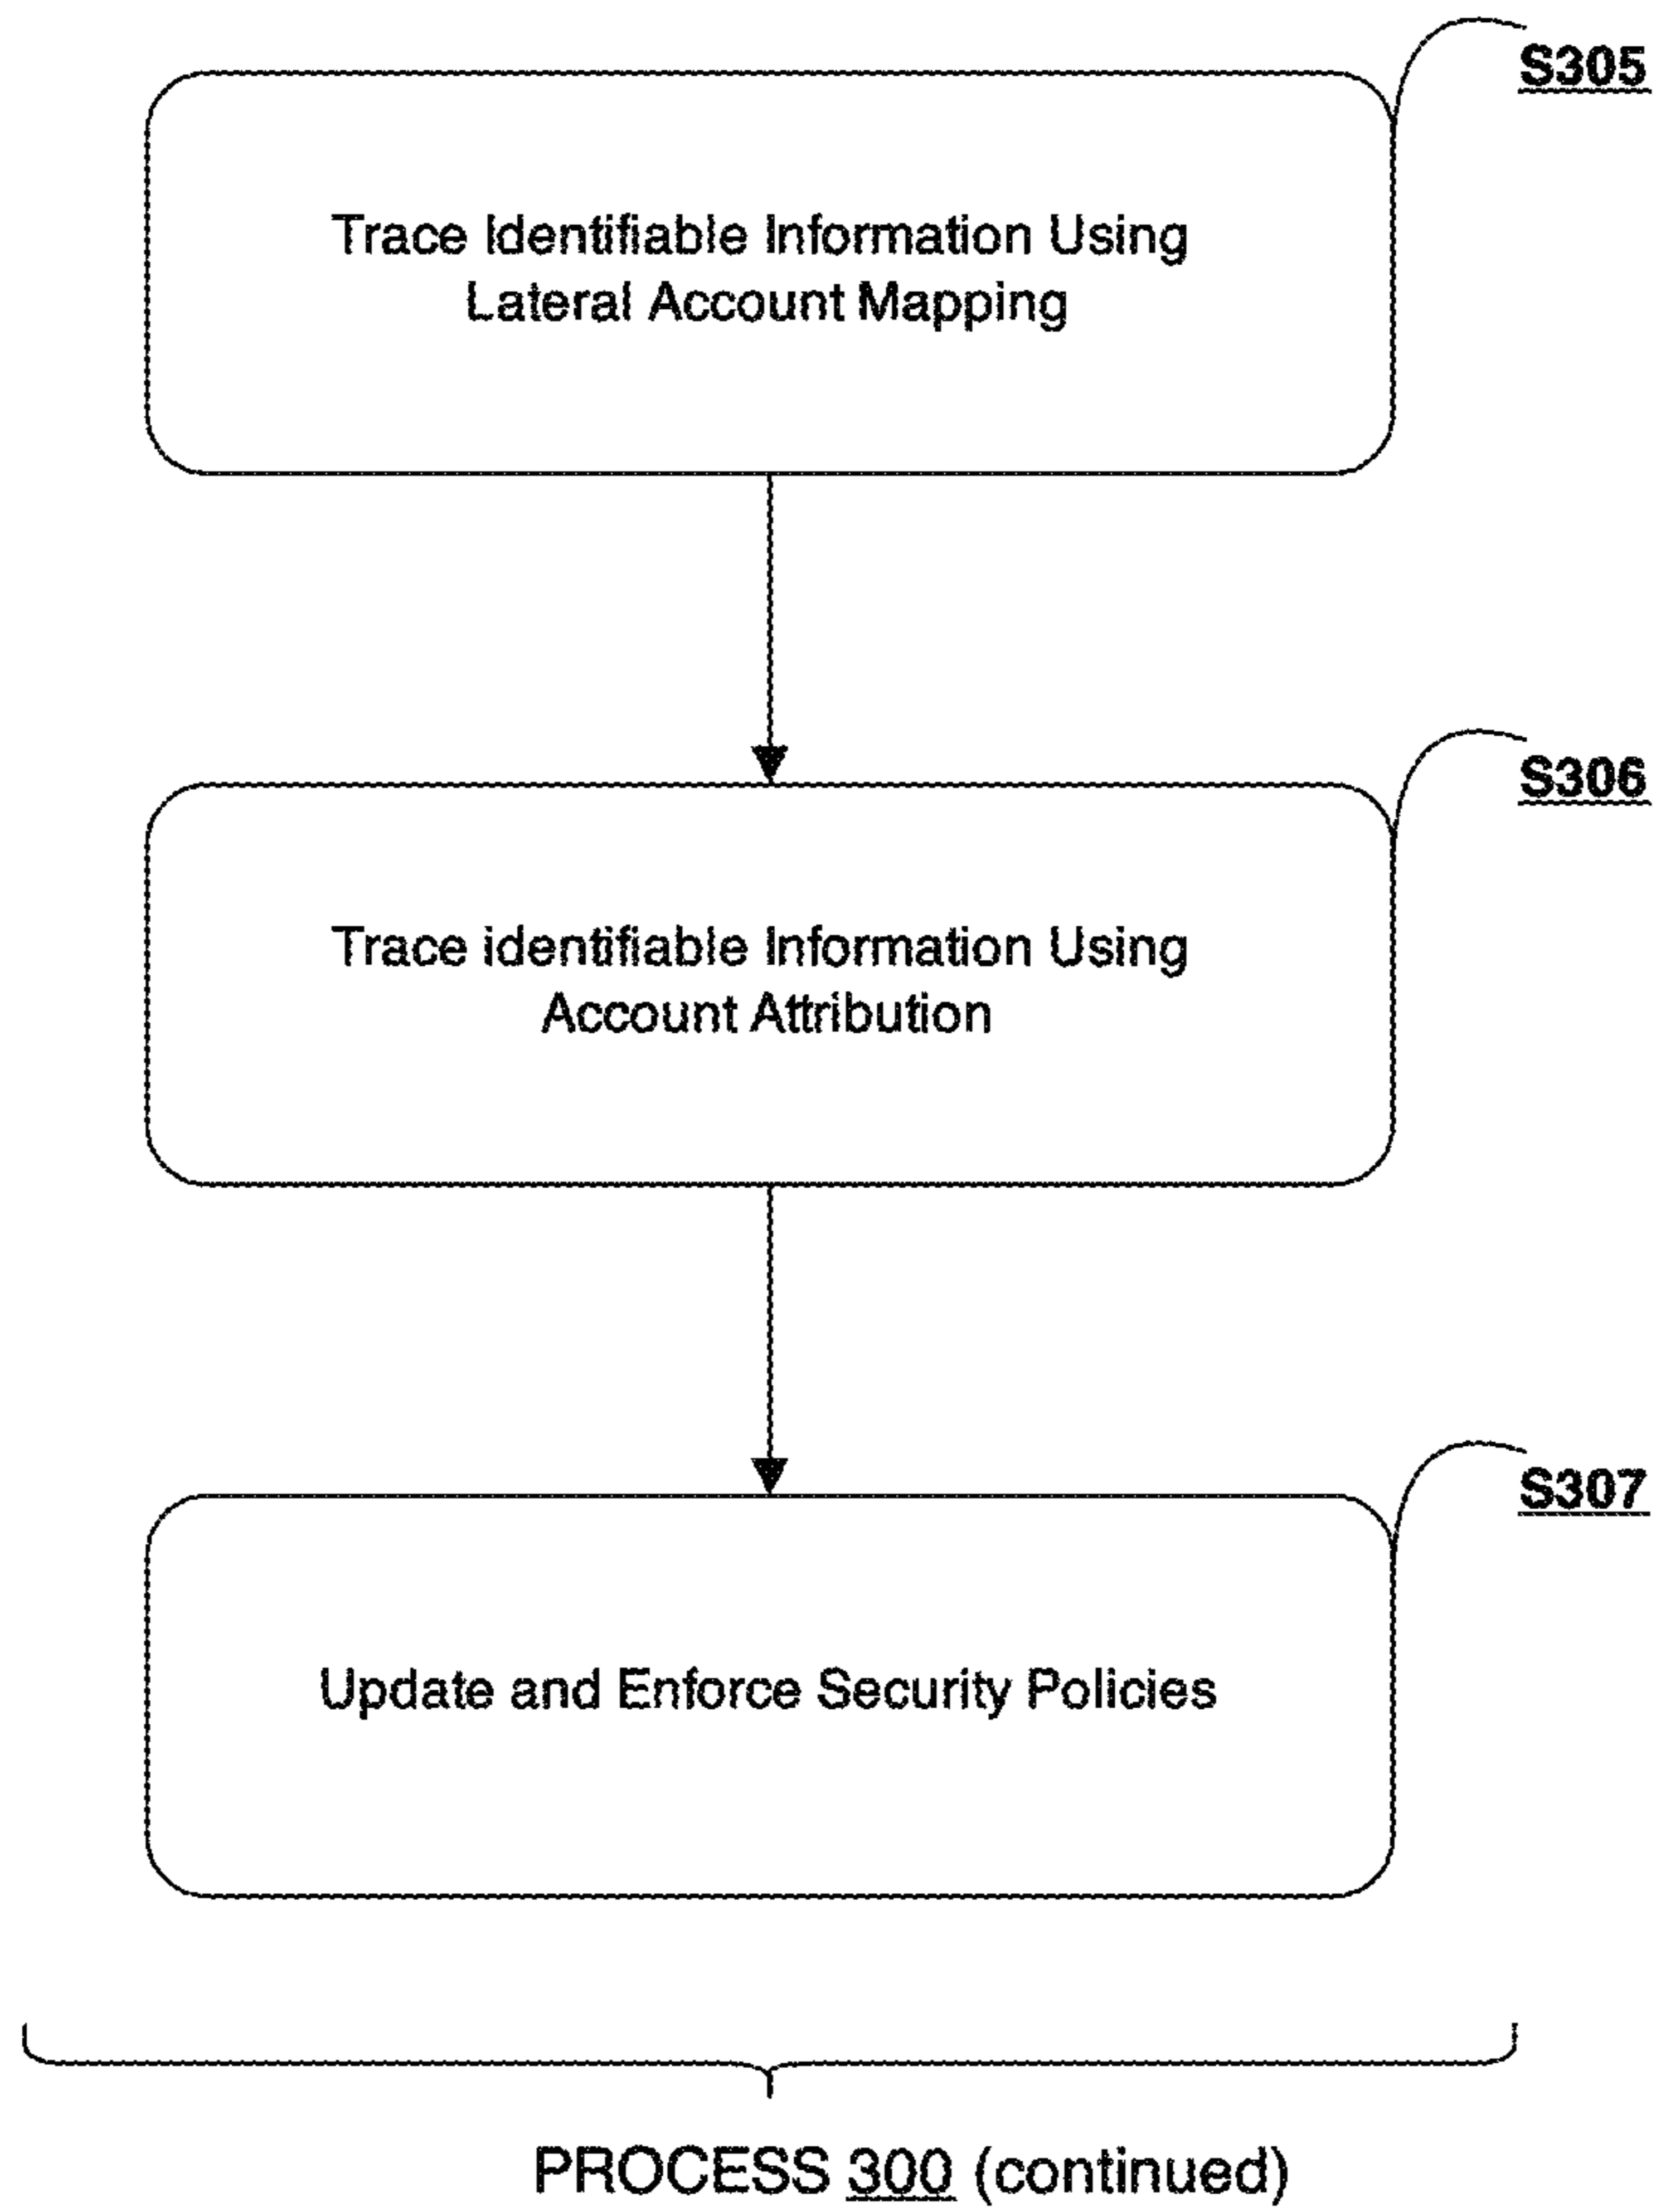 S305
Trace Identifiable Information Using
Lateral Account Mapping
S306
Trace identifiable Information Using
Account Attribution
S307
Update and Enforce Security Policies
PROCESS 300 (continued)